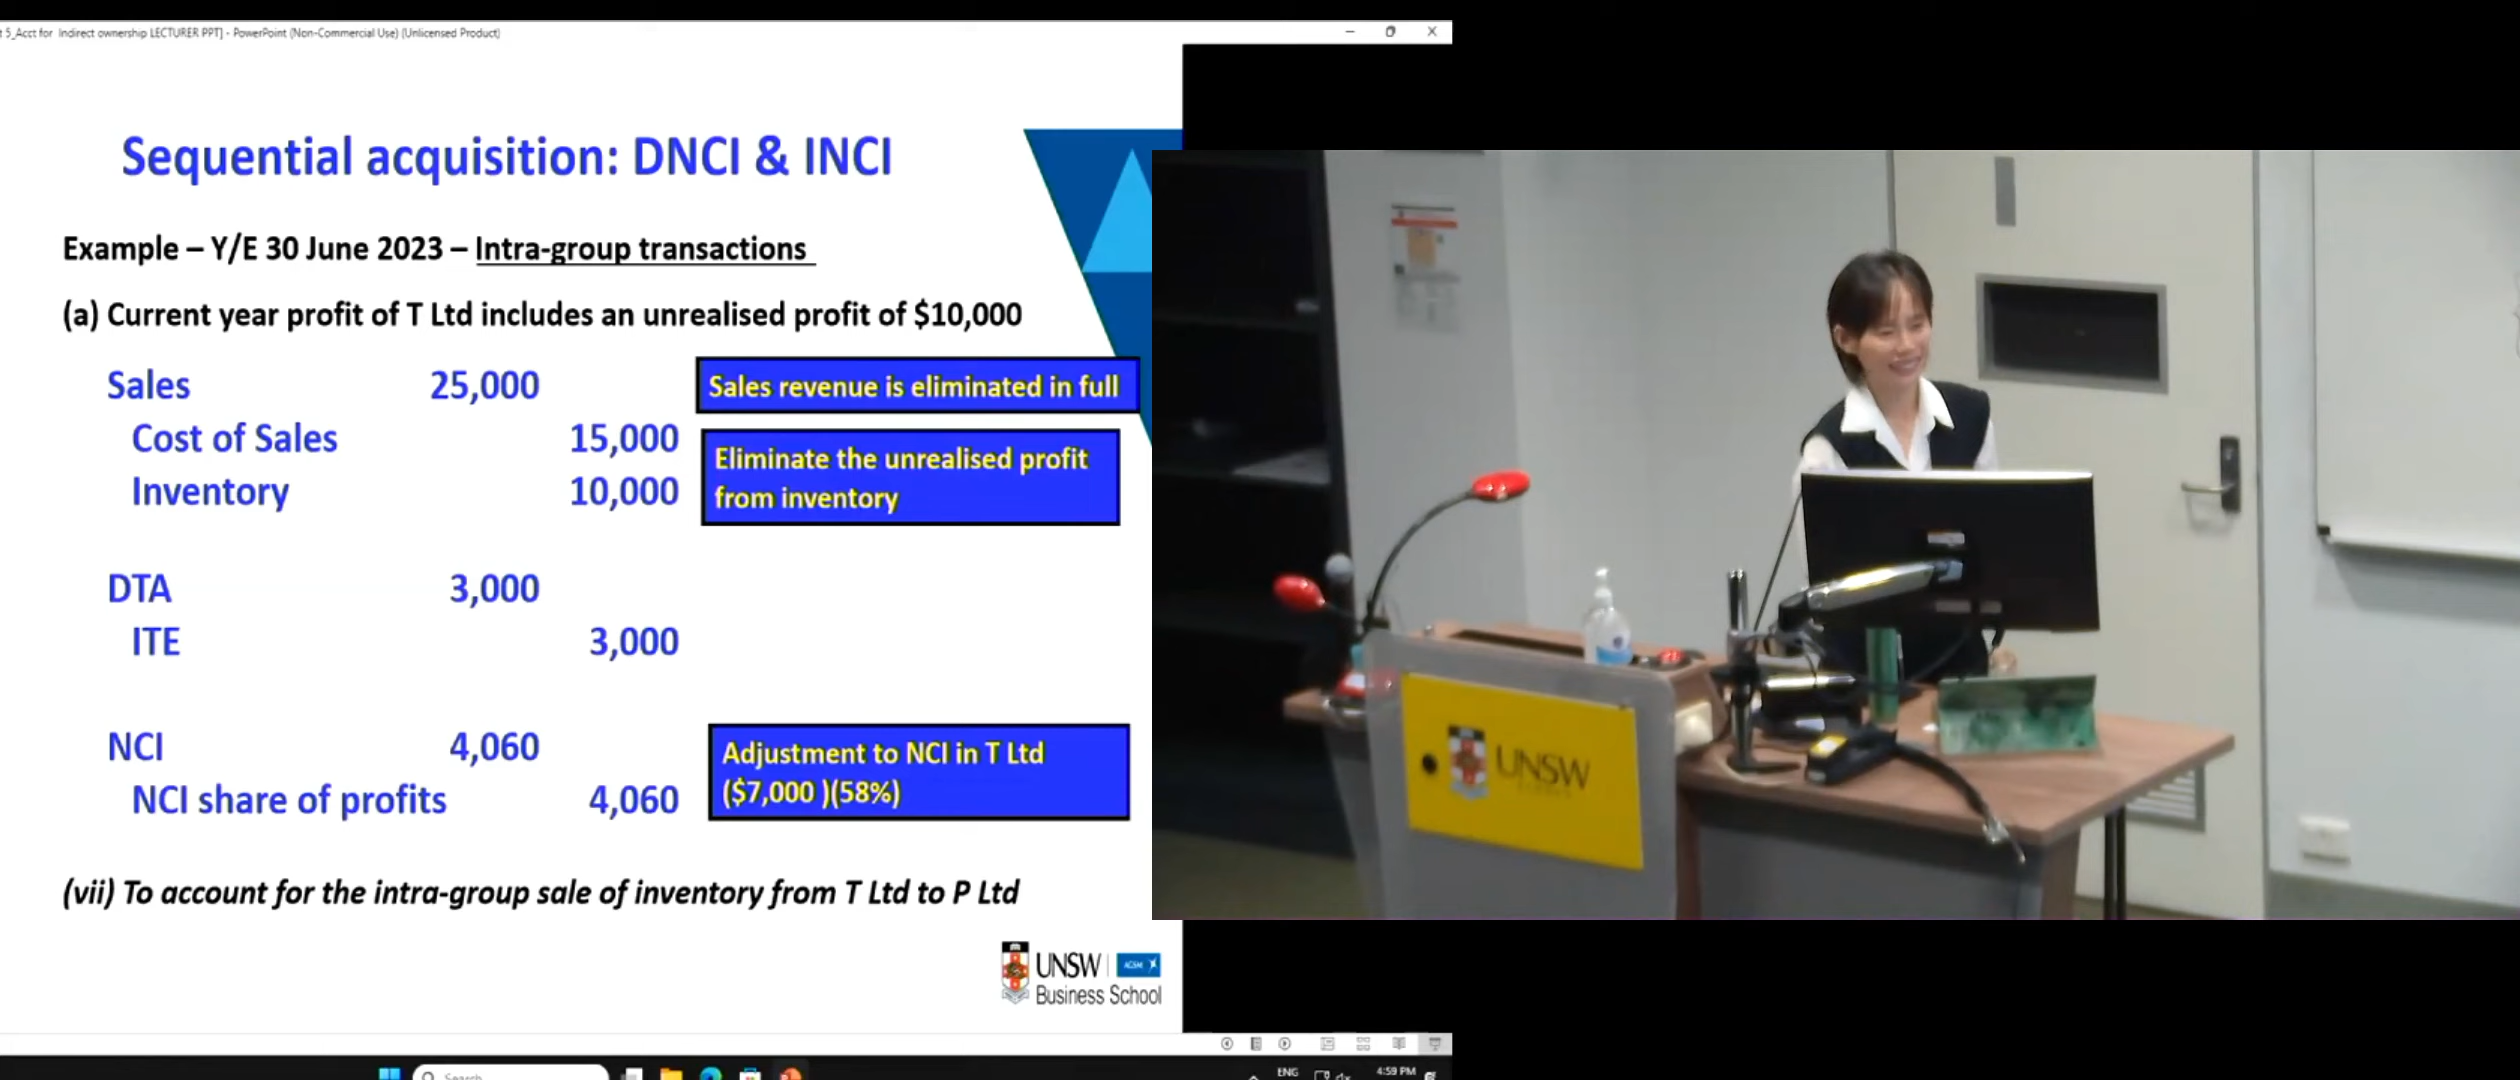 t 5_Acct for Indirect ownership LECTURER PPT] - PowerPoint (Non-Commercial Use) (Unlicensed Product)
Sequential acquisition: DNCI & INCI
Example – Y/E 30 June 2023 – Intra-group transactions
(a) Current year profit of T Ltd includes an unrealised profit of $10,000
Sales 25,000
Sales revenue is eliminated in full
Cost of Sales 15,000
Inventory 10,000
Eliminate the unrealised profit
from inventory
DTA 3,000
ITE 3,000
NCI 4,060
NCI share of profits 4,060
Adjustment to NCI in T Ltd
($7,000 )(58%)
(vii) To account for the intra-group sale of inventory from T Ltd to P Ltd
UNSW AGSM
Business School
Search
ENG
4:59 PM
UNSW